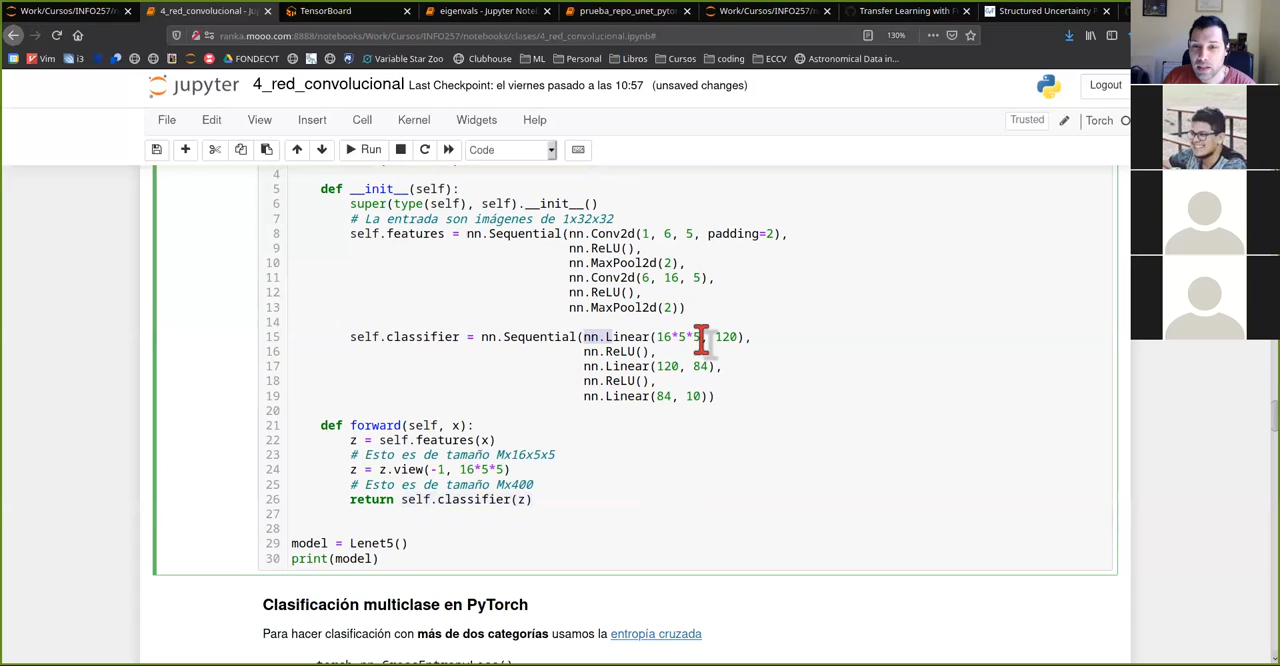 Work/Cursos/INFO257/n
4_red_convolucional - Ju
TensorBoard
eigenvals - Jupyter Note
prueba_repo_unet_pytor
Work/Cursos/INFO257/n
Transfer Learning with F
Structured Uncertainty P
ranka.mooo.com:8888/notebooks/Work/Cursos/INFO257/notebooks/clases/4_red_convolucional.ipynb#
130%
Vim
i3
FONDECYT
Variable Star Zoo
Clubhouse
ML
Personal
Libros
Cursos
coding
ECCV
Astronomical Data in...
jupyter 4_red_convolucional Last Checkpoint: el viernes pasado a las 10:57 (unsaved changes)
Logout
File Edit View Insert Cell Kernel Widgets Help
Trusted
Torch
Run
Code
4
5 def __init__(self):
6 super(type(self), self).__init__()
7 # La entrada son imágenes de 1x32x32
8 self.features = nn.Sequential(nn.Conv2d(1, 6, 5, padding=2),
9 nn.ReLU(),
10 nn.MaxPool2d(2),
11 nn.Conv2d(6, 16, 5),
12 nn.ReLU(),
13 nn.MaxPool2d(2))
14
15 self.classifier = nn.Sequential(nn.Linear(16*5*5, 120),
16 nn.ReLU(),
17 nn.Linear(120, 84),
18 nn.ReLU(),
19 nn.Linear(84, 10))
20
21 def forward(self, x):
22 z = self.features(x)
23 # Esto es de tamaño Mx16x5x5
24 z = z.view(-1, 16*5*5)
25 # Esto es de tamaño Mx400
26 return self.classifier(z)
27
28
29 model = Lenet5()
30 print(model)
Clasificación multiclase en PyTorch
Para hacer clasificación con más de dos categorías usamos la entropía cruzada
torch.nn.CrossEntropyLoss()